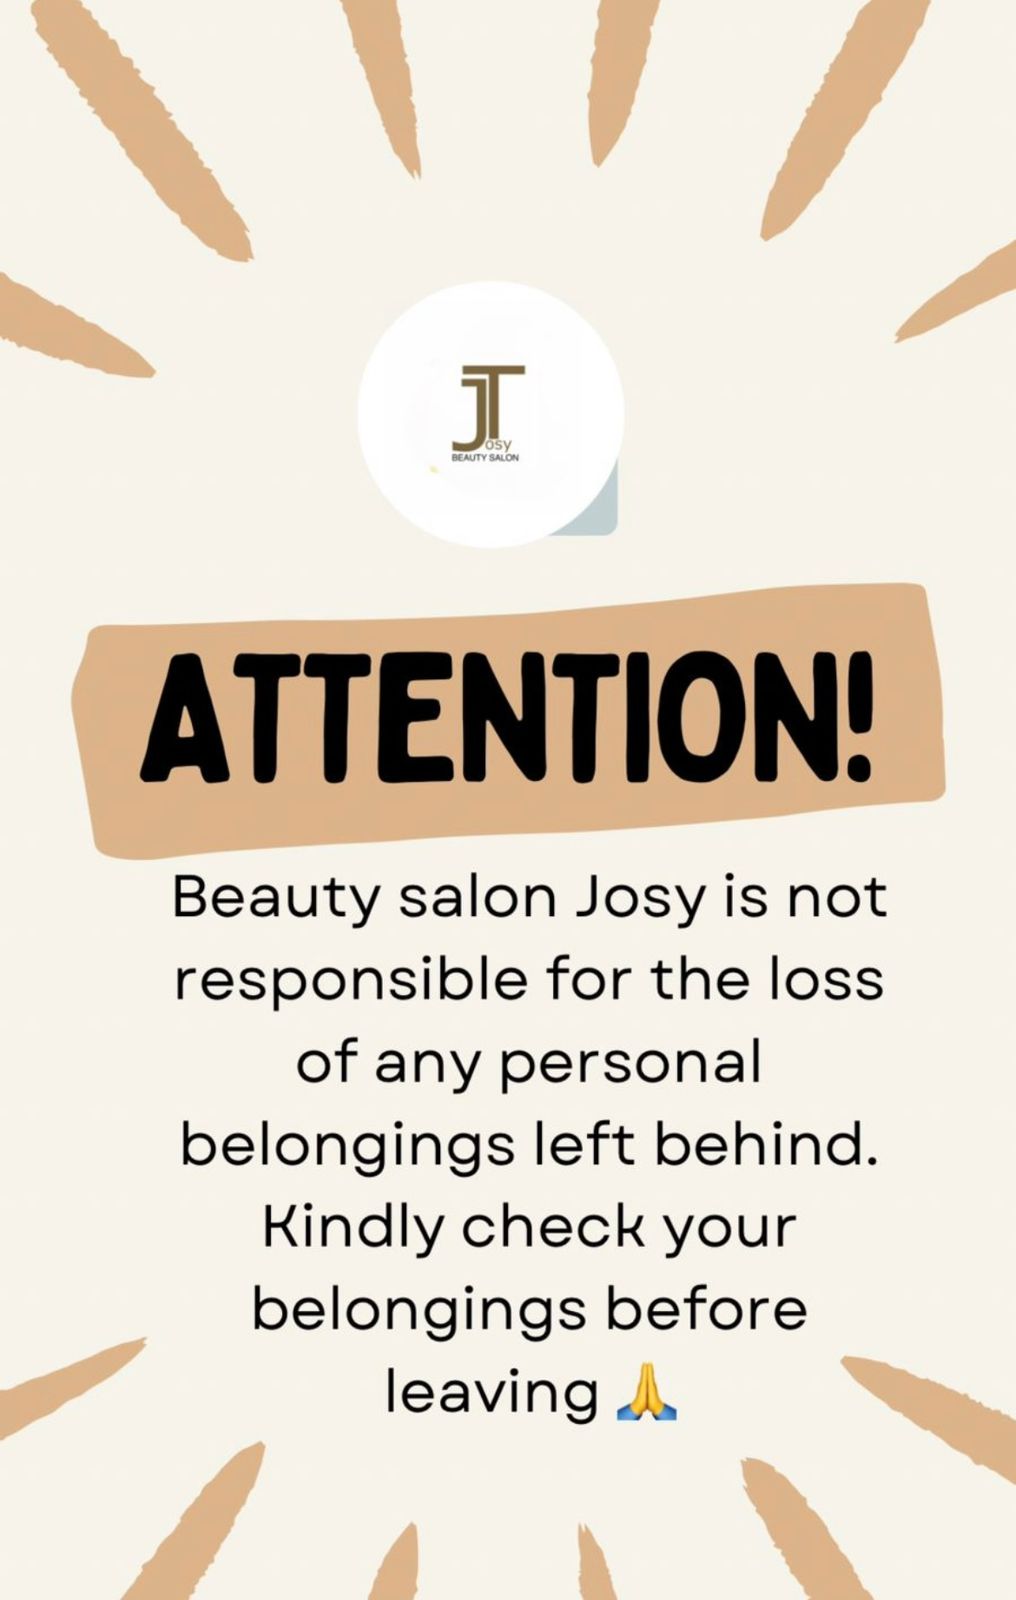 JT
osy
BEAUTY SALON
ATTENTION!
Beauty salon Josy is not
responsible for the loss
of any personal
belongings left behind.
Kindly check your
belongings before
leaving 🙏